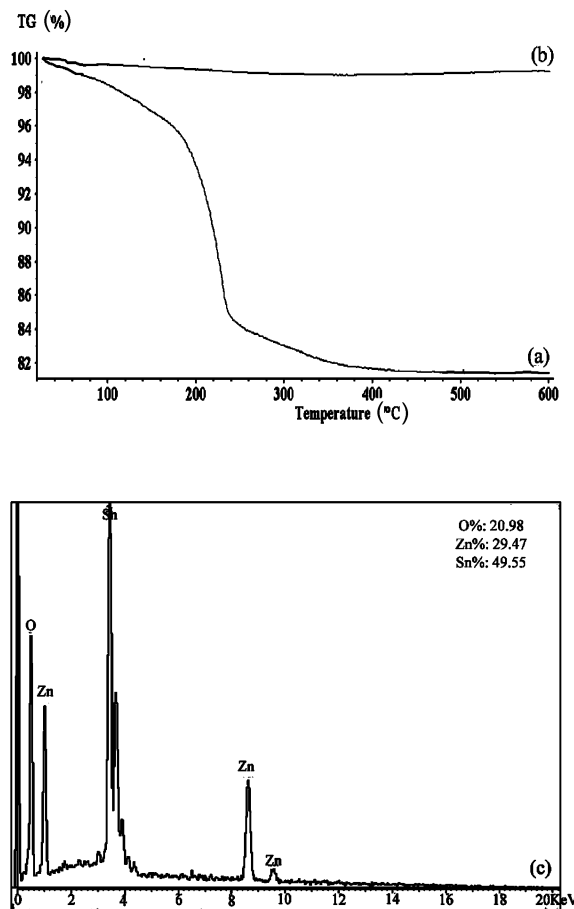 TG (%)
100
98
96
94
92
90
88
86
84
82
(b)
(a)
100 200 300 400 500 600
Temperature (ºC)
Sn
O%: 20.98
Zn%: 29.47
Sn%: 49.55
O
Zn
Zn
Zn
(c)
0 2 4 6 8 10 12 14 16 18 20KeV